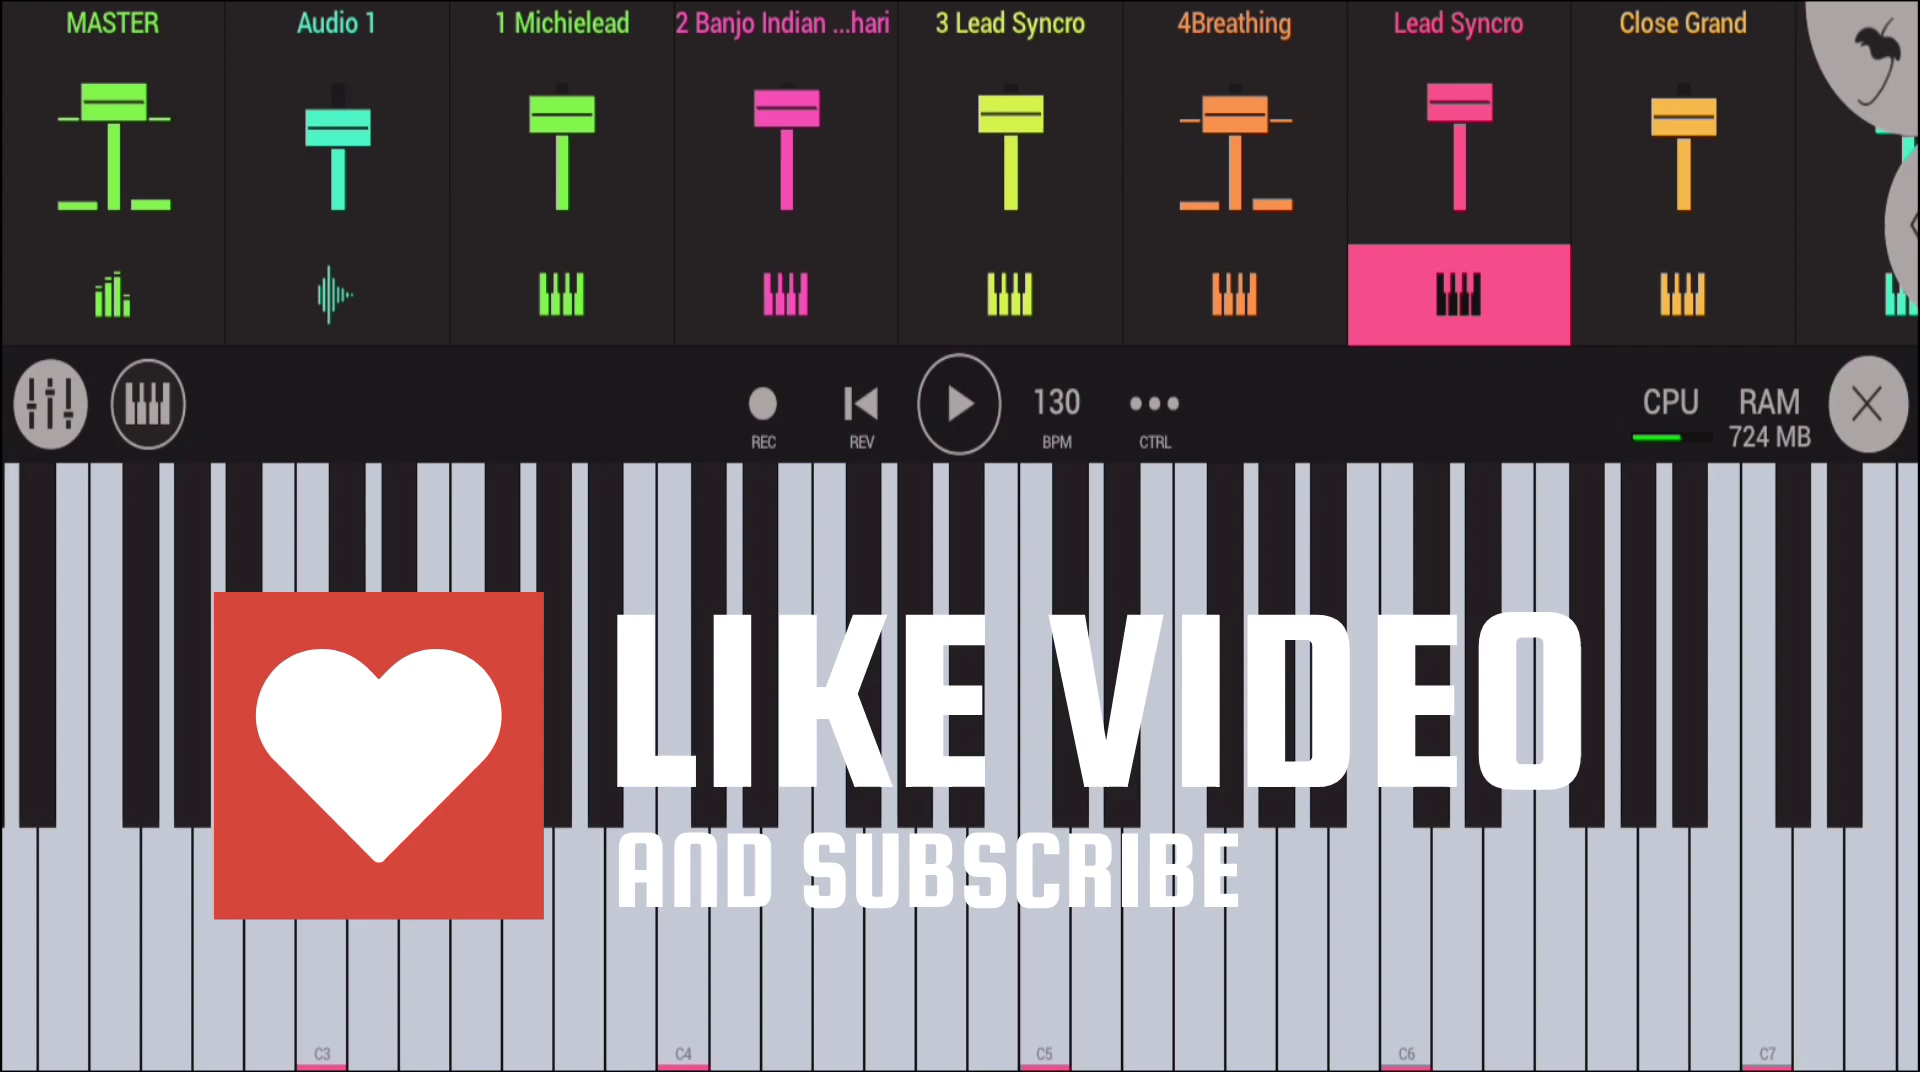 MASTER
Audio 1
1 Michielead
2 Banjo Indian ...hari
3 Lead Syncro
4Breathing
Lead Syncro
Close Grand
REC
REV
130
BPM
CTRL
CPU
RAM
724 MB
LIKE VIDEO
AND SUBSCRIBE
C3
C4
C5
C6
C7